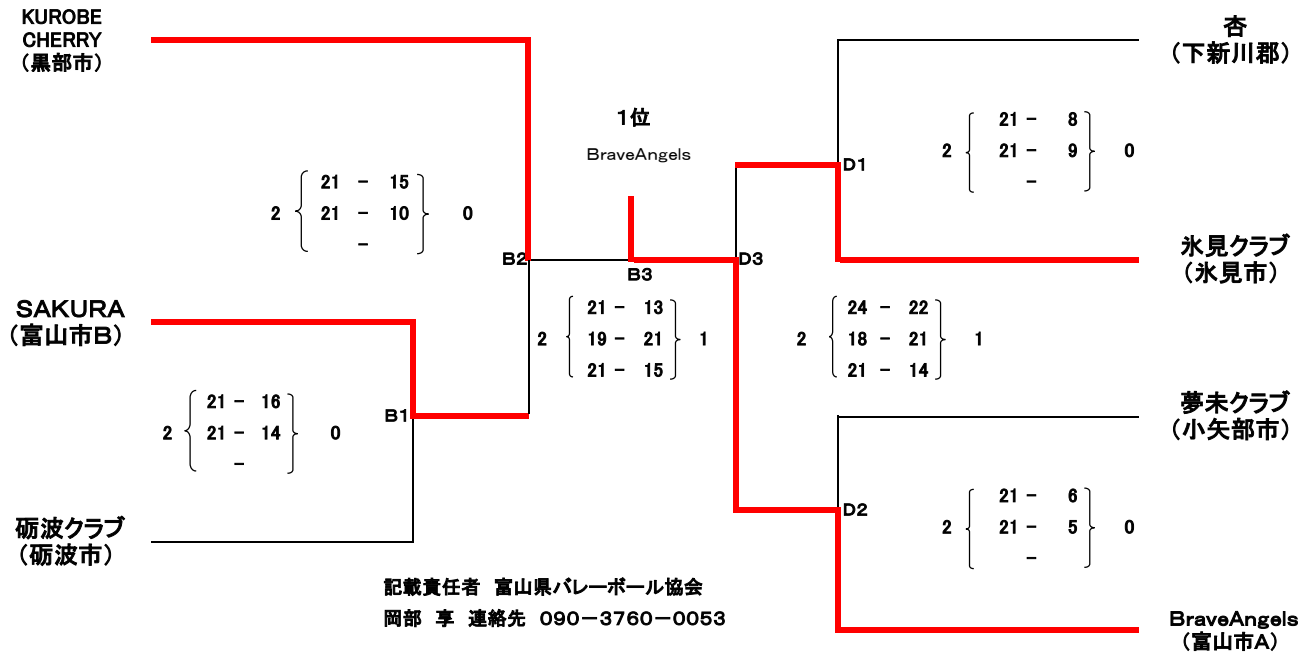 KUROBE
CHERRY
（黒部市）
杏
（下新川郡）
1位
BraveAngels
21 － 8
2 21 － 9 0
－
D1
21 － 15
2 21 － 10 0
－
氷見クラブ
（氷見市）
B2
B3
D3
SAKURA
（富山市B）
21 － 13
2 19 － 21 1
21 － 15
24 － 22
2 18 － 21 1
21 － 14
21 － 16
2 21 － 14 0
－
B1
夢未クラブ
（小矢部市）
21 － 6
2 21 － 5 0
－
D2
砺波クラブ
（砺波市）
記載責任者　富山県バレーボール協会
岡部　享　連絡先　090－3760－0053
BraveAngels
（富山市A）